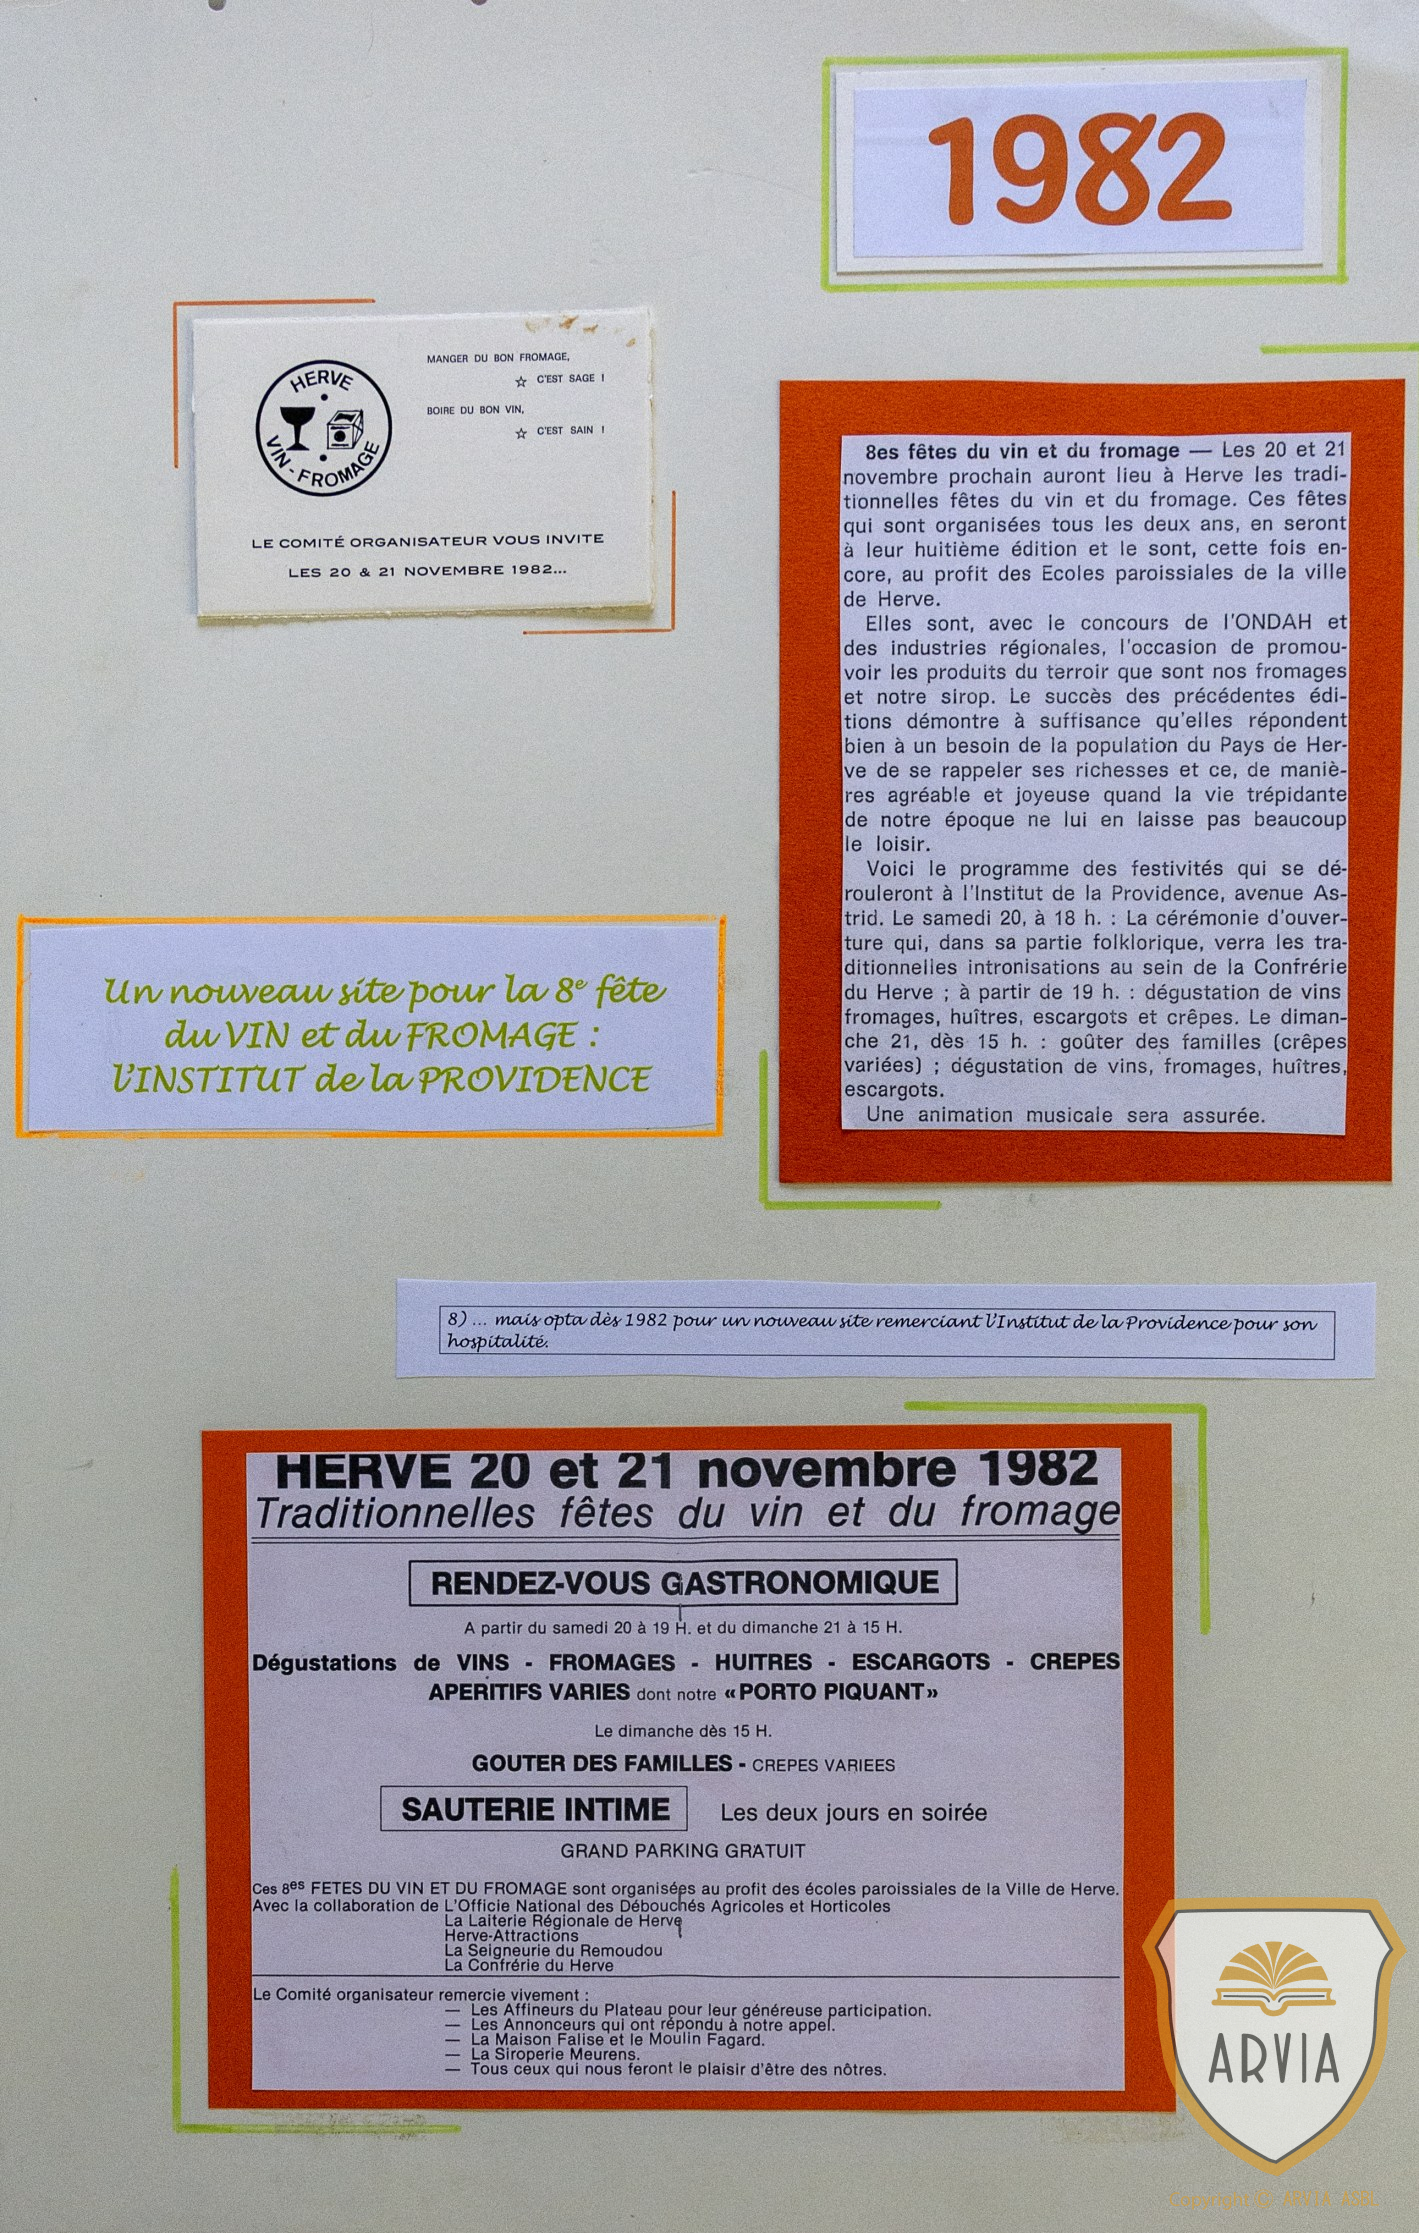 1982
HERVE
VIN - FROMAGE
MANGER DU BON FROMAGE,
☆ C'EST SAGE !
BOIRE DU BON VIN,
☆ C'EST SAIN !
LE COMITÉ ORGANISATEUR VOUS INVITE
LES 20 & 21 NOVEMBRE 1982...
8es fêtes du vin et du fromage — Les 20 et 21
novembre prochain auront lieu à Herve les tradi-
tionnelles fêtes du vin et du fromage. Ces fêtes
qui sont organisées tous les deux ans, en seront
à leur huitième édition et le sont, cette fois en-
core, au profit des Ecoles paroissiales de la ville
de Herve.
Elles sont, avec le concours de l'ONDAH et
des industries régionales, l'occasion de promou-
voir les produits du terroir que sont nos fromages
et notre sirop. Le succès des précédentes édi-
tions démontre à suffisance qu'elles répondent
bien à un besoin de la population du Pays de Her-
ve de se rappeler ses richesses et ce, de maniè-
res agréable et joyeuse quand la vie trépidante
de notre époque ne lui en laisse pas beaucoup
le loisir.
Voici le programme des festivités qui se dé-
rouleront à l'Institut de la Providence, avenue As-
trid. Le samedi 20, à 18 h. : La cérémonie d'ouver-
ture qui, dans sa partie folklorique, verra les tra-
ditionnelles intronisations au sein de la Confrérie
du Herve ; à partir de 19 h. : dégustation de vins
fromages, huîtres, escargots et crêpes. Le diman-
che 21, dès 15 h. : goûter des familles (crêpes
variées) ; dégustation de vins, fromages, huîtres,
escargots.
Une animation musicale sera assurée.
Un nouveau site pour la 8e fête
du VIN et du FROMAGE :
l'INSTITUT de la PROVIDENCE
8) ... mais opta dès 1982 pour un nouveau site remerciant l'Institut de la Providence pour son
hospitalité.
HERVE 20 et 21 novembre 1982
Traditionnelles fêtes du vin et du fromage
RENDEZ-VOUS GASTRONOMIQUE
A partir du samedi 20 à 19 H. et du dimanche 21 à 15 H.
Dégustations de VINS - FROMAGES - HUITRES - ESCARGOTS - CREPES
APERITIFS VARIES dont notre «PORTO PIQUANT»
Le dimanche dès 15 H.
GOUTER DES FAMILLES - CREPES VARIEES
SAUTERIE INTIME Les deux jours en soirée
GRAND PARKING GRATUIT
Ces 8es FETES DU VIN ET DU FROMAGE sont organisées au profit des écoles paroissiales de la Ville de Herve.
Avec la collaboration de L'Officie National des Débouchés Agricoles et Horticoles
La Laiterie Régionale de Herve
Herve-Attractions
La Seigneurie du Remoudou
La Confrérie du Herve
Le Comité organisateur remercie vivement :
— Les Affineurs du Plateau pour leur généreuse participation.
— Les Annonceurs qui ont répondu à notre appel.
— La Maison Falise et le Moulin Fagard.
— La Siroperie Meurens.
— Tous ceux qui nous feront le plaisir d'être des nôtres.
ARVIA
Copyright © ARVIA ASBL